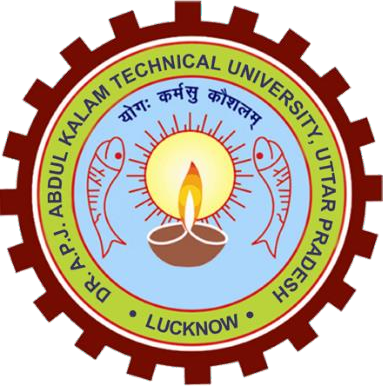 DR. A.P.J. ABDUL KALAM TECHNICAL UNIVERSITY, UTTAR PRADESH
योगः कर्मसु कौशलम्
• LUCKNOW •